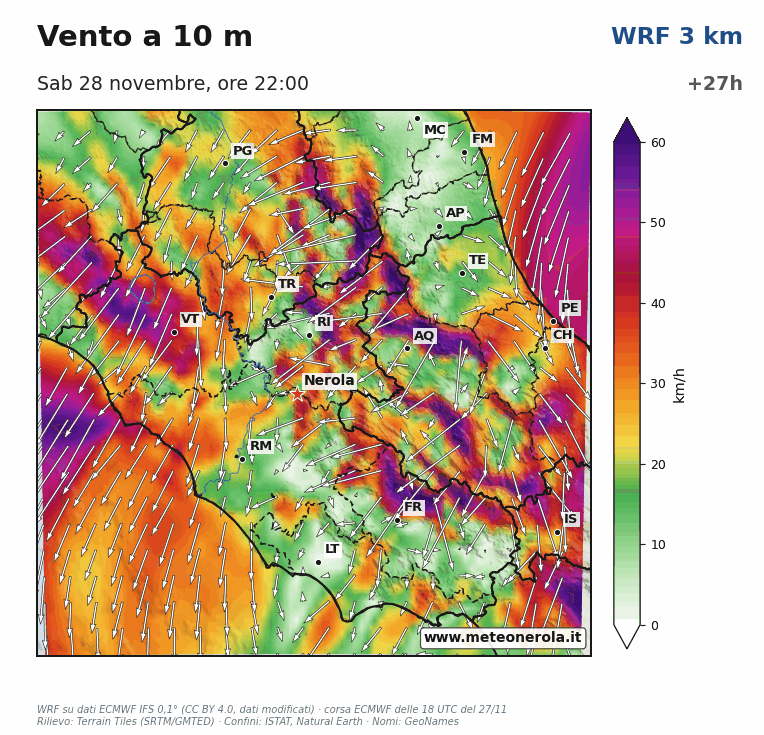 Vento a 10 m
WRF 3 km
Sab 28 novembre, ore 22:00
+27h
MC
FM
PG
AP
TE
TR
PE
VT
RI
AQ
CH
Nerola
RM
FR
IS
LT
www.meteonerola.it
60
50
40
30
20
10
0
km/h
WRF su dati ECMWF IFS 0,1° (CC BY 4.0, dati modificati) · corsa ECMWF delle 18 UTC del 27/11
Rilievo: Terrain Tiles (SRTM/GMTED) · Confini: ISTAT, Natural Earth · Nomi: GeoNames